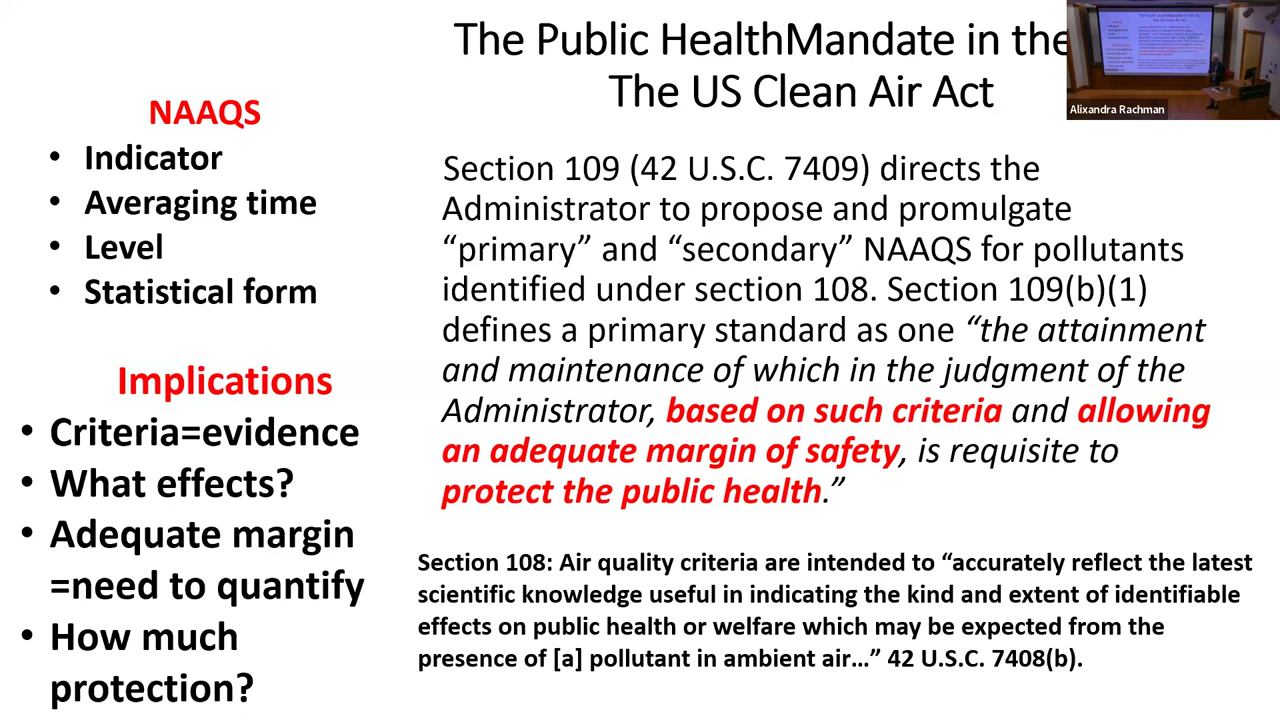 The Public HealthMandate in the
The US Clean Air Act
Alixandra Rachman
NAAQS
• Indicator
• Averaging time
• Level
• Statistical form
Implications
• Criteria=evidence
• What effects?
• Adequate margin
=need to quantify
• How much
protection?
Section 109 (42 U.S.C. 7409) directs the
Administrator to propose and promulgate
“primary” and “secondary” NAAQS for pollutants
identified under section 108. Section 109(b)(1)
defines a primary standard as one “the attainment
and maintenance of which in the judgment of the
Administrator, based on such criteria and allowing
an adequate margin of safety, is requisite to
protect the public health.”
Section 108: Air quality criteria are intended to “accurately reflect the latest
scientific knowledge useful in indicating the kind and extent of identifiable
effects on public health or welfare which may be expected from the
presence of [a] pollutant in ambient air…” 42 U.S.C. 7408(b).